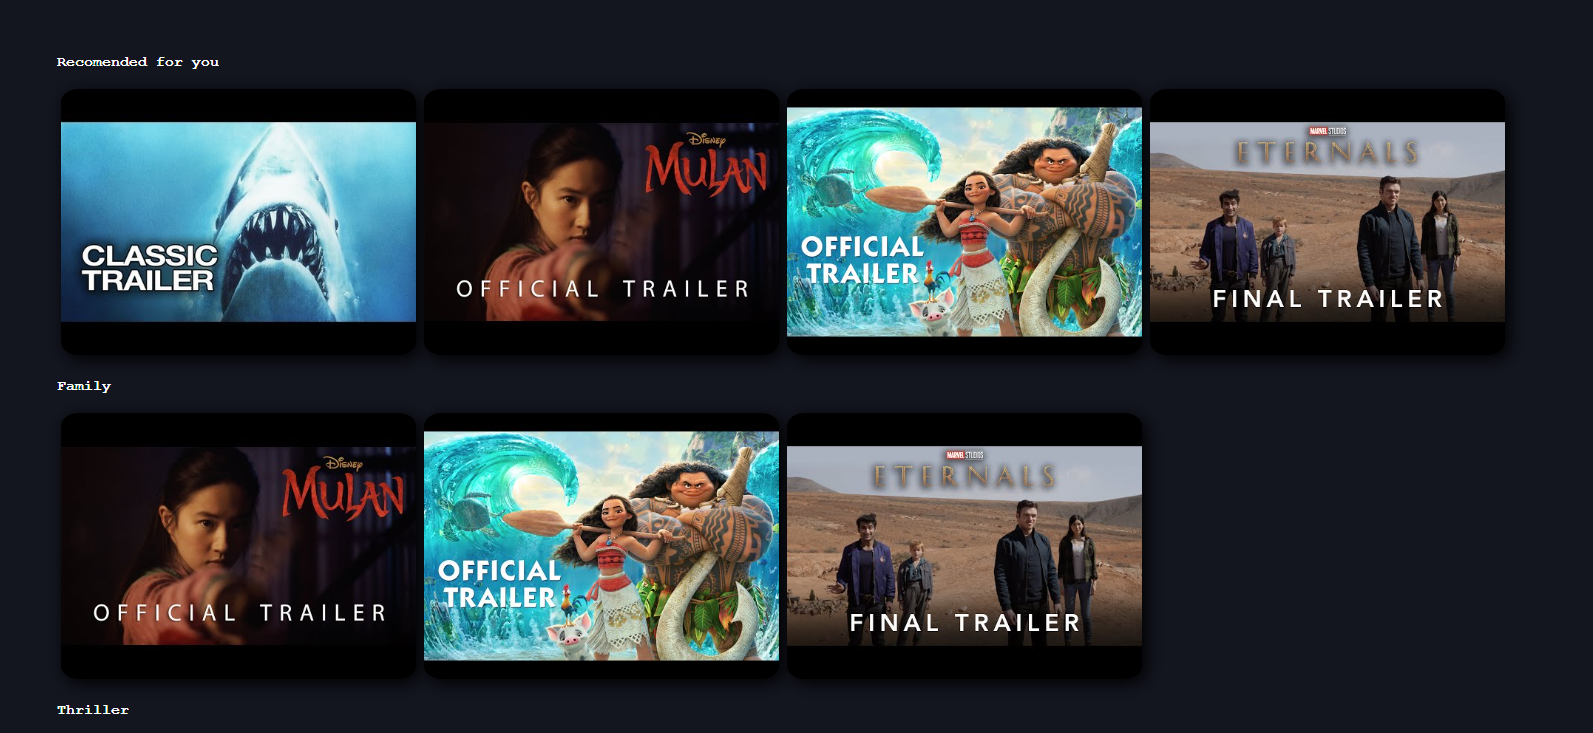 Recomended for you
CLASSIC
TRAILER
Disney
MULAN
OFFICIAL TRAILER
OFFICIAL
TRAILER
MARVEL STUDIOS
ETERNALS
FINAL TRAILER
Family
Disney
MULAN
OFFICIAL TRAILER
OFFICIAL
TRAILER
MARVEL STUDIOS
ETERNALS
FINAL TRAILER
Thriller